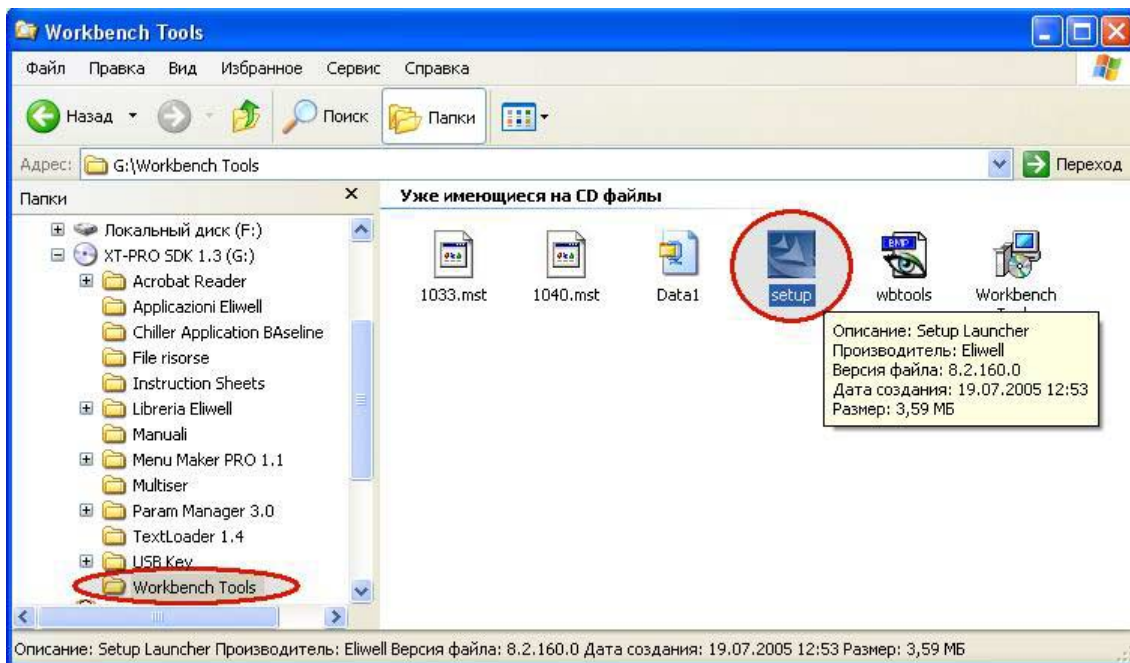 Workbench Tools
Файл Правка Вид Избранное Сервис Справка
Назад Поиск Папки
Адрес: G:\Workbench Tools Переход
Папки
Локальный диск (F:)
XT-PRO SDK 1.3 (G:)
Acrobat Reader
Applicazioni Eliwell
Chiller Application BAseline
File risorse
Instruction Sheets
Libreria Eliwell
Manuali
Menu Maker PRO 1.1
Multiser
Param Manager 3.0
TextLoader 1.4
USB Key
Workbench Tools
Уже имеющиеся на CD файлы
BMP
1033.mst 1040.mst Data1 setup wbtools Workbench
Описание: Setup Launcher
Производитель: Eliwell
Версия файла: 8.2.160.0
Дата создания: 19.07.2005 12:53
Размер: 3,59 МБ
Описание: Setup Launcher Производитель: Eliwell Версия файла: 8.2.160.0 Дата создания: 19.07.2005 12:53 Размер: 3,59 МБ